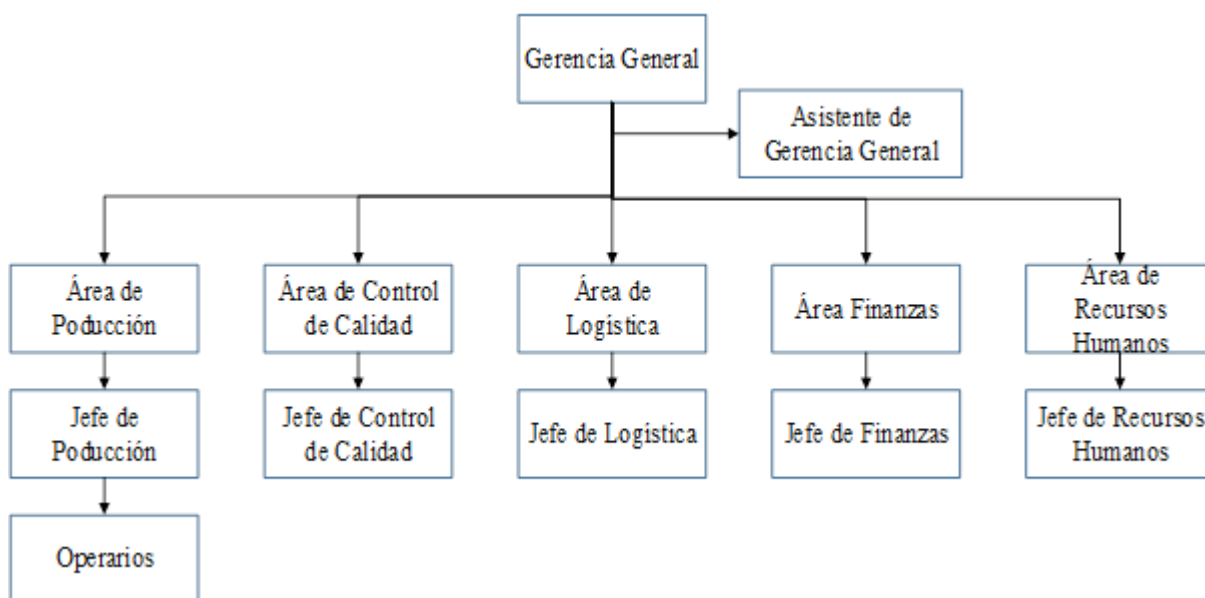 Gerencia General
Asistente de
Gerencia General
Área de
Poducción
Área de Control
de Calidad
Área de
Logística
Área Finanzas
Área de
Recursos
Humanos
Jefe de
Poducción
Jefe de Control
de Calidad
Jefe de Logística
Jefe de Finanzas
Jefe de Recursos
Humanos
Operarios